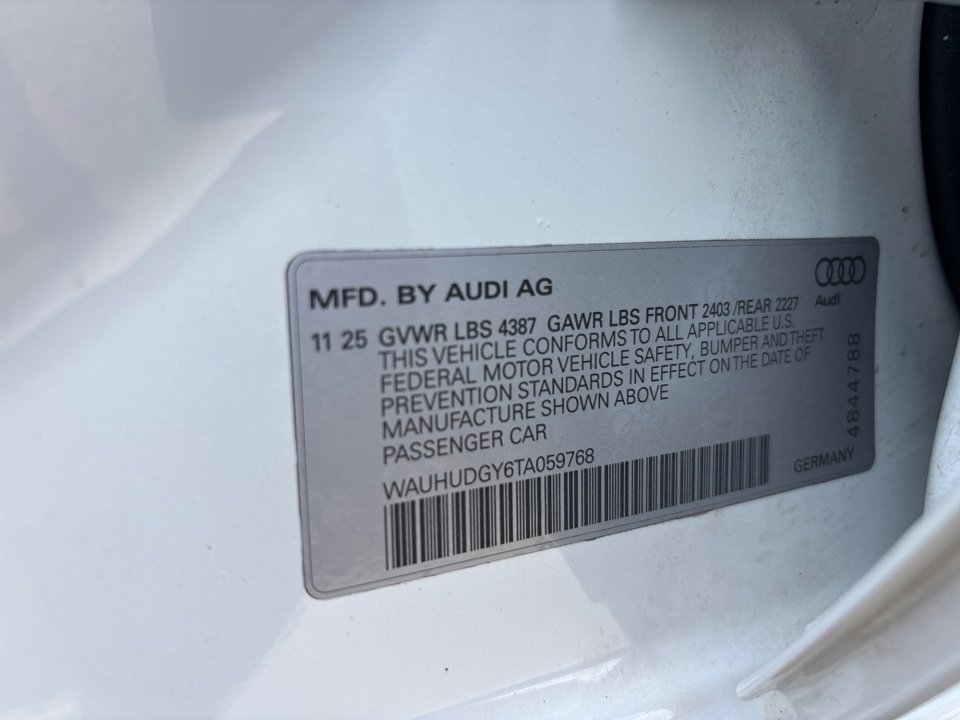 MFD. BY AUDI AG
Audi
11 25 GVWR LBS 4387 GAWR LBS FRONT 2403 /REAR 2227
THIS VEHICLE CONFORMS TO ALL APPLICABLE U.S.
FEDERAL MOTOR VEHICLE SAFETY, BUMPER AND THEFT
PREVENTION STANDARDS IN EFFECT ON THE DATE OF
MANUFACTURE SHOWN ABOVE
PASSENGER CAR
WAUHUDGY6TA059768
GERMANY
4844788